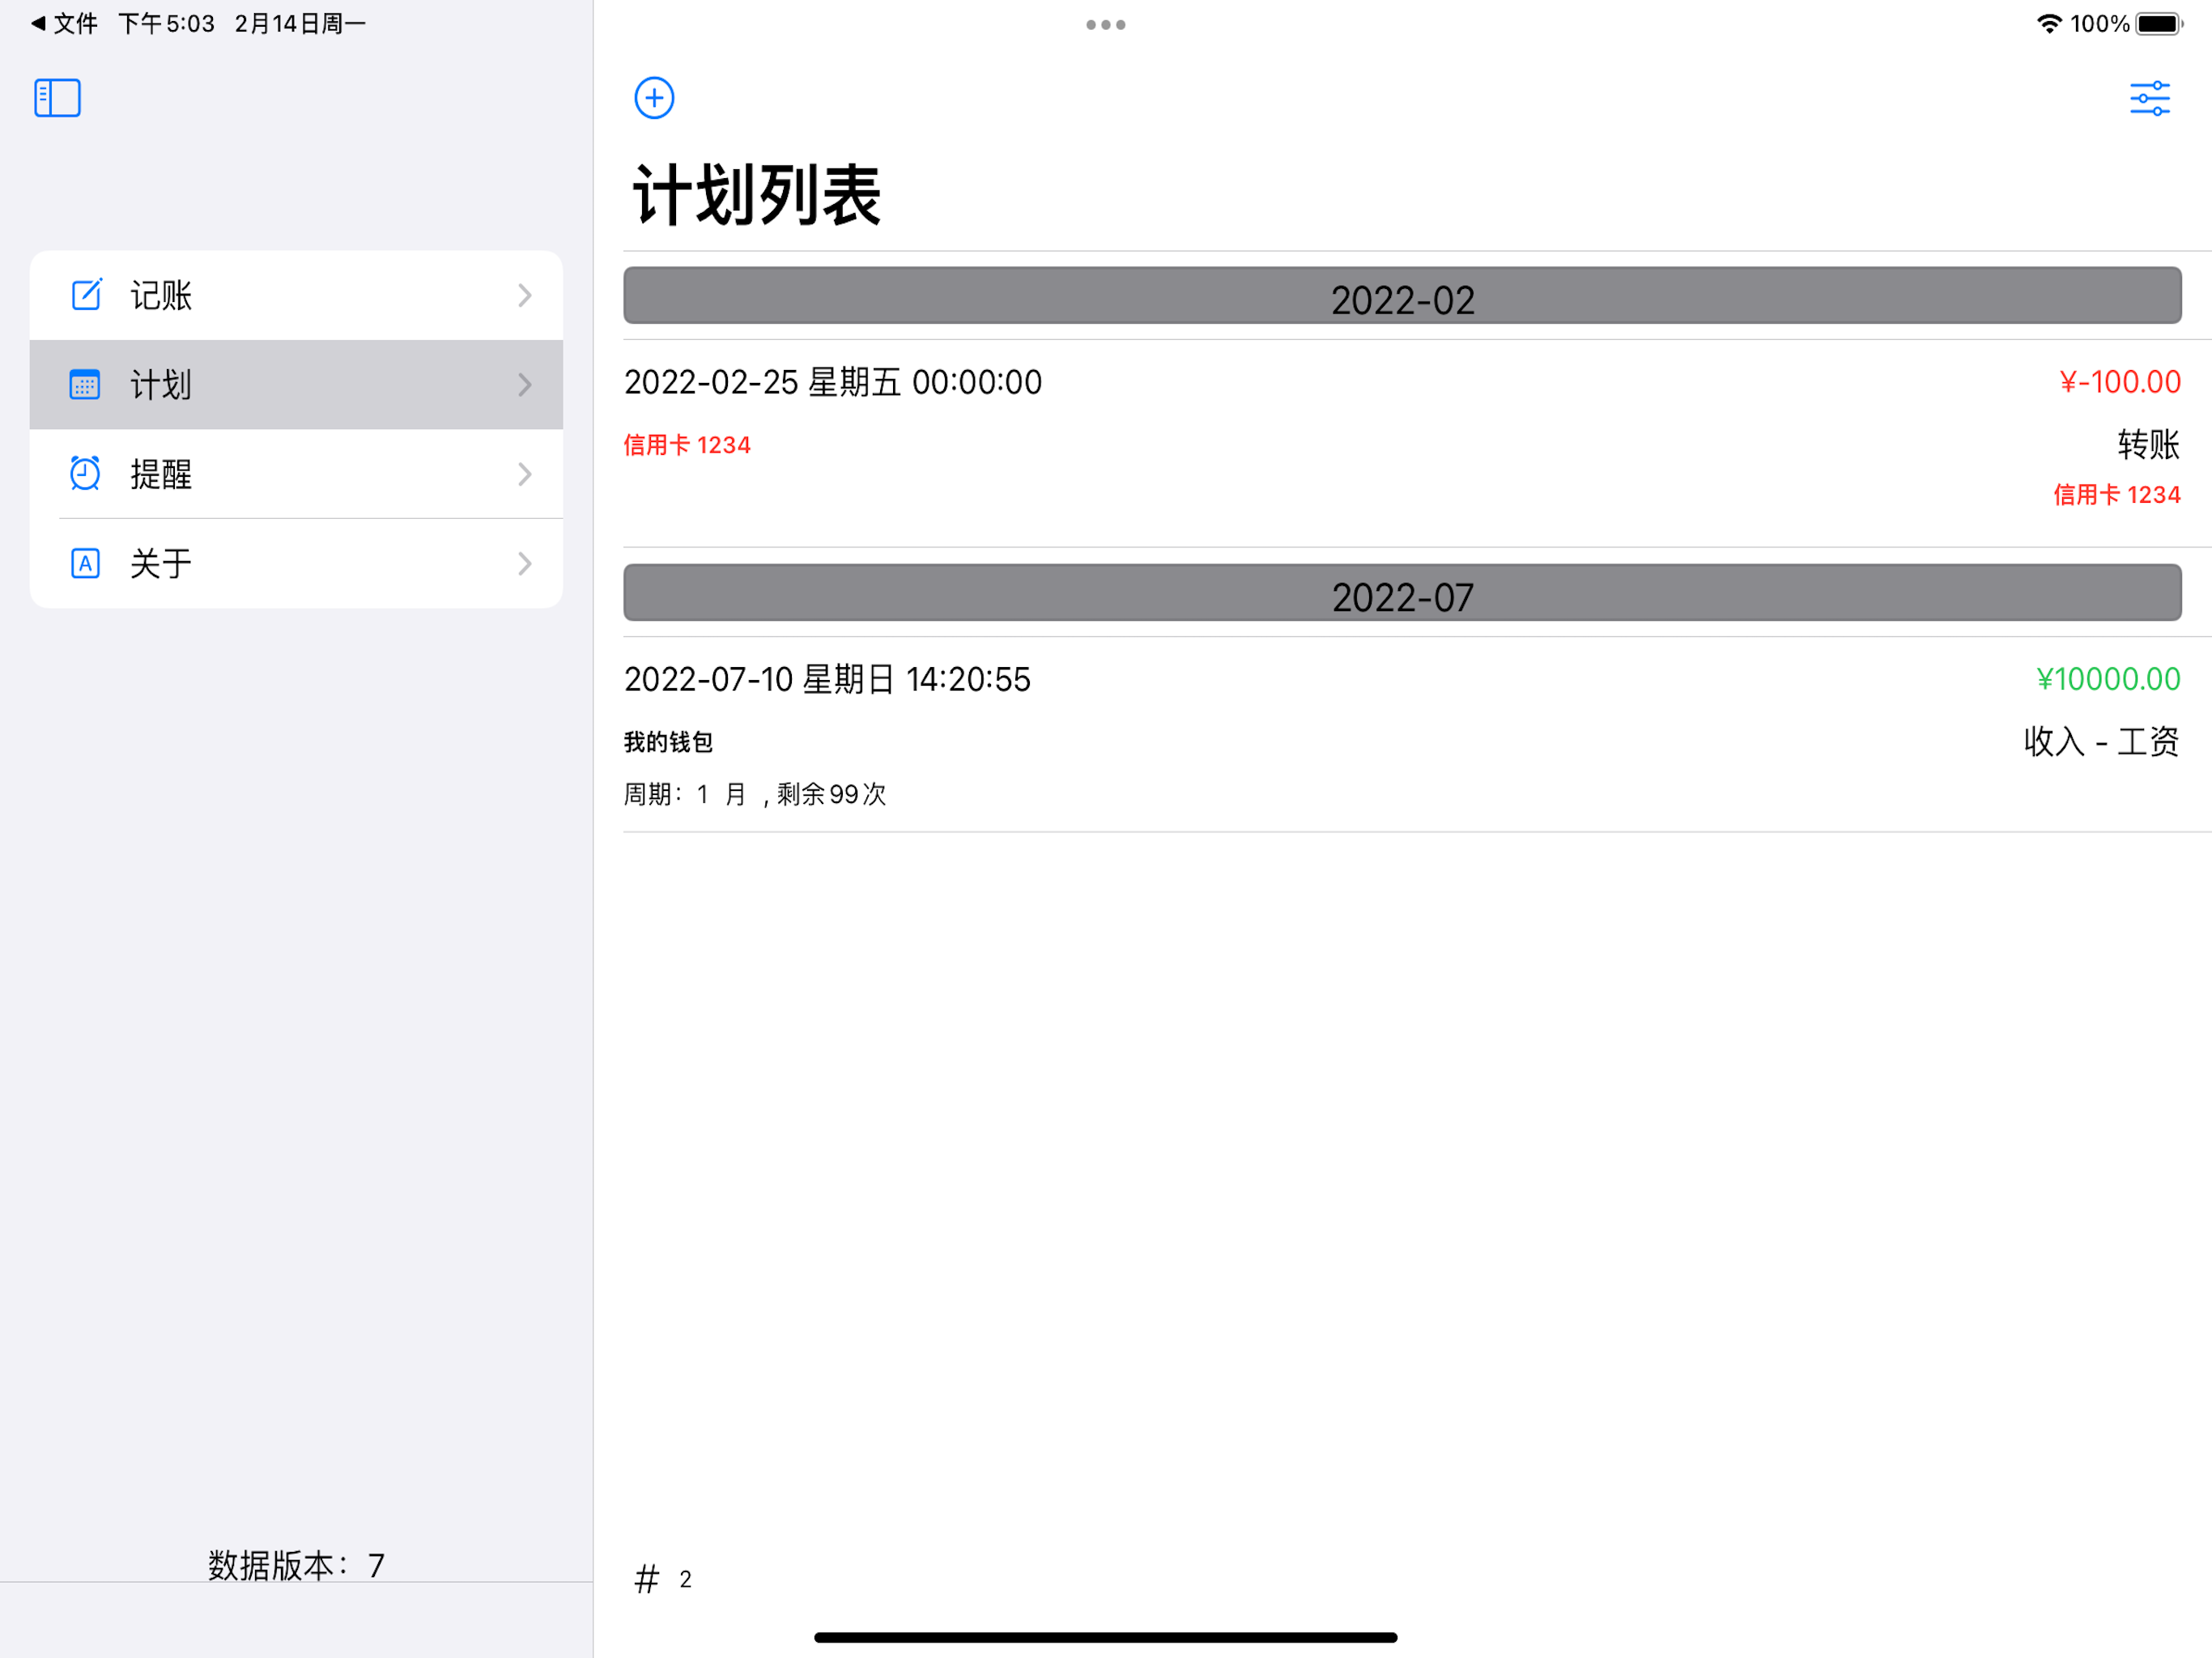 文件 下午5:03 2月14日周一
100%
记账
计划
提醒
关于
数据版本：7
计划列表
2022-02
2022-02-25 星期五 00:00:00 ¥-100.00
信用卡 1234 转账
信用卡 1234
2022-07
2022-07-10 星期日 14:20:55 ¥10000.00
我的钱包 收入 - 工资
周期：1 月 ,剩余99次
# 2